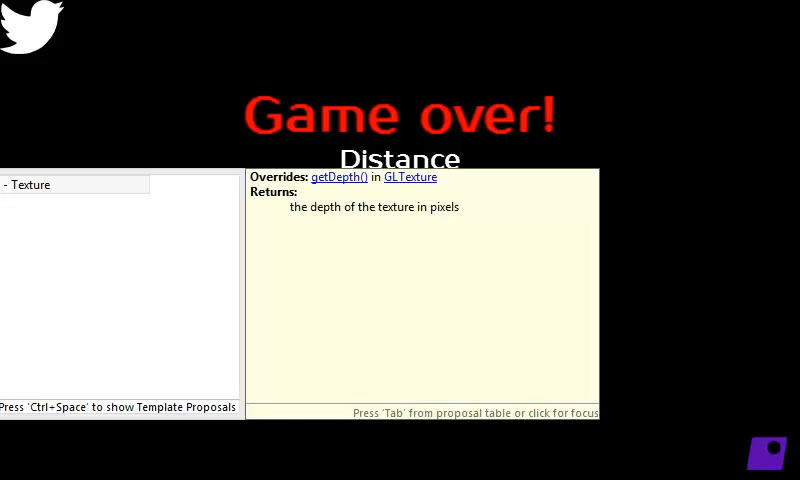 Game over!
Distance
- Texture
Overrides: getDepth() in GLTexture
Returns:
the depth of the texture in pixels
Press 'Ctrl+Space' to show Template Proposals
Press 'Tab' from proposal table or click for focus